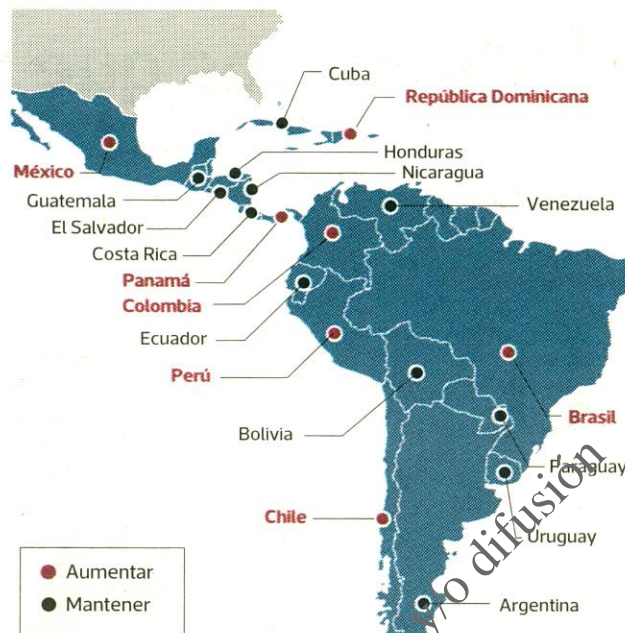 Cuba
República Dominicana
Honduras
México
Nicaragua
Guatemala
Venezuela
El Salvador
Costa Rica
Panamá
Colombia
Ecuador
Perú
Brasil
Bolivia
Paraguay
Chile
Uruguay
Aumentar
Mantener
Argentina
y/o difusión